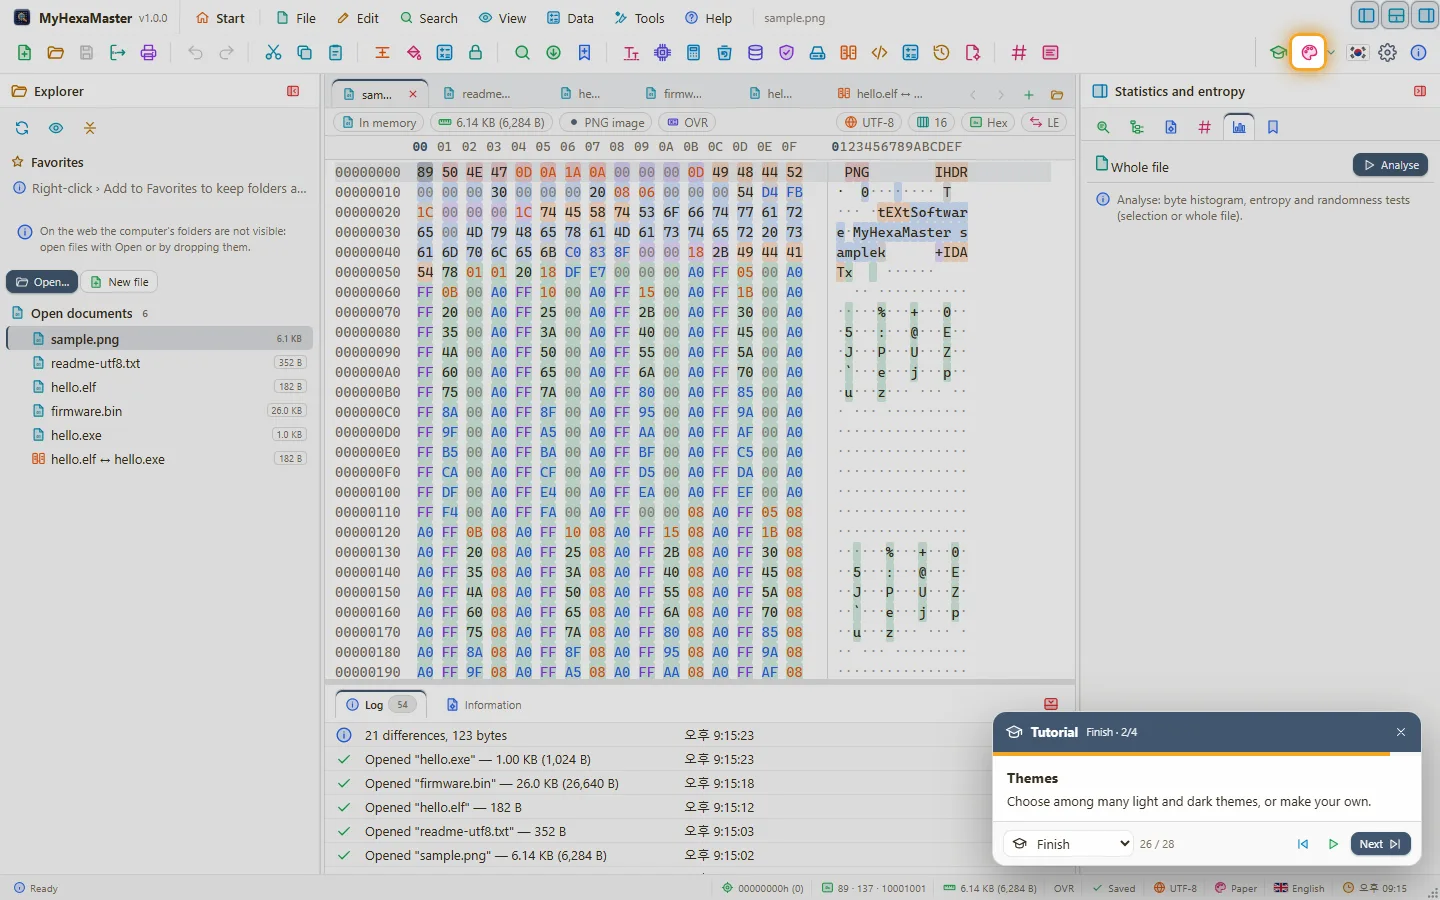 MyHexaMaster v1.0.0 Start File Edit Search View Data Tools Help sample.png
Explorer
Favorites
Right-click › Add to Favorites to keep folders a...
On the web the computer's folders are not visible:
open files with Open or by dropping them.
Open... New file
Open documents 6
sample.png 6.1 KB
readme-utf8.txt 352 B
hello.elf 182 B
firmware.bin 26.0 KB
hello.exe 1.0 KB
hello.elf ↔ hello.exe 182 B
sam... readme... he... firmw... hel... hello.elf ↔ ...
In memory 6.14 KB (6,284 B) PNG image OVR UTF-8 16 Hex LE
00 01 02 03 04 05 06 07 08 09 0A 0B 0C 0D 0E 0F 0123456789ABCDEF
00000000 89 50 4E 47 0D 0A 1A 0A 00 00 00 0D 49 48 44 52 PNG IHDR
00000010 00 00 00 30 00 00 00 20 08 06 00 00 00 54 D4 FB · 0 ······· T
00000020 1C 00 00 00 1C 74 45 58 74 53 6F 66 74 77 61 72 ··· ·tEXtSoftwar
00000030 65 00 4D 79 48 65 78 61 4D 61 73 74 65 72 20 73 e·MyHexaMaster s
00000040 61 6D 70 6C 65 6B C0 83 8F 00 00 18 2B 49 44 41 amplek +IDA
00000050 54 78 01 01 20 18 DF E7 00 00 00 A0 FF 05 00 A0 Tx ······
00000060 FF 0B 00 A0 FF 10 00 A0 FF 15 00 A0 FF 1B 00 A0
00000070 FF 20 00 A0 FF 25 00 A0 FF 2B 00 A0 FF 30 00 A0 % + 0
00000080 FF 35 00 A0 FF 3A 00 A0 FF 40 00 A0 FF 45 00 A0 5 : @ E
00000090 FF 4A 00 A0 FF 50 00 A0 FF 55 00 A0 FF 5A 00 A0 J P U Z
000000A0 FF 60 00 A0 FF 65 00 A0 FF 6A 00 A0 FF 70 00 A0 ` e j p
000000B0 FF 75 00 A0 FF 7A 00 A0 FF 80 00 A0 FF 85 00 A0 u z
000000C0 FF 8A 00 A0 FF 8F 00 A0 FF 95 00 A0 FF 9A 00 A0
000000D0 FF 9F 00 A0 FF A5 00 A0 FF AA 00 A0 FF AF 00 A0
000000E0 FF B5 00 A0 FF BA 00 A0 FF BF 00 A0 FF C5 00 A0
000000F0 FF CA 00 A0 FF CF 00 A0 FF D5 00 A0 FF DA 00 A0
00000100 FF DF 00 A0 FF E4 00 A0 FF EA 00 A0 FF EF 00 A0
00000110 FF F4 00 A0 FF FA 00 A0 FF 00 00 08 A0 FF 05 08
00000120 A0 FF 0B 08 A0 FF 10 08 A0 FF 15 08 A0 FF 1B 08
00000130 A0 FF 20 08 A0 FF 25 08 A0 FF 2B 08 A0 FF 30 08 % + 0
00000140 A0 FF 35 08 A0 FF 3A 08 A0 FF 40 08 A0 FF 45 08 5 : @ E
00000150 A0 FF 4A 08 A0 FF 50 08 A0 FF 55 08 A0 FF 5A 08 J P U Z
00000160 A0 FF 60 08 A0 FF 65 08 A0 FF 6A 08 A0 FF 70 08 ` e j p
00000170 A0 FF 75 08 A0 FF 7A 08 A0 FF 80 08 A0 FF 85 08 u z
00000180 A0 FF 8A 08 A0 FF 8F 08 A0 FF 95 08 A0 FF 9A 08
00000190 A0 FF 9F 08 A0 FF A5 08 A0 FF AA 08 A0 FF AF 08
Log 54 Information
21 differences, 123 bytes 오후 9:15:23
Opened "hello.exe" — 1.00 KB (1,024 B) 오후 9:15:23
Opened "firmware.bin" — 26.0 KB (26,640 B) 오후 9:15:18
Opened "hello.elf" — 182 B 오후 9:15:12
Opened "readme-utf8.txt" — 352 B 오후 9:15:03
Opened "sample.png" — 6.14 KB (6,284 B) 오후 9:15:02
Statistics and entropy
Whole file Analyse
Analyse: byte histogram, entropy and randomness tests
(selection or whole file).
Tutorial Finish · 2/4
Themes
Choose among many light and dark themes, or make your own.
Finish 26 / 28 Next
Ready 00000000h (0) 89 · 137 · 10001001 6.14 KB (6,284 B) OVR Saved UTF-8 Paper English 오후 09:15